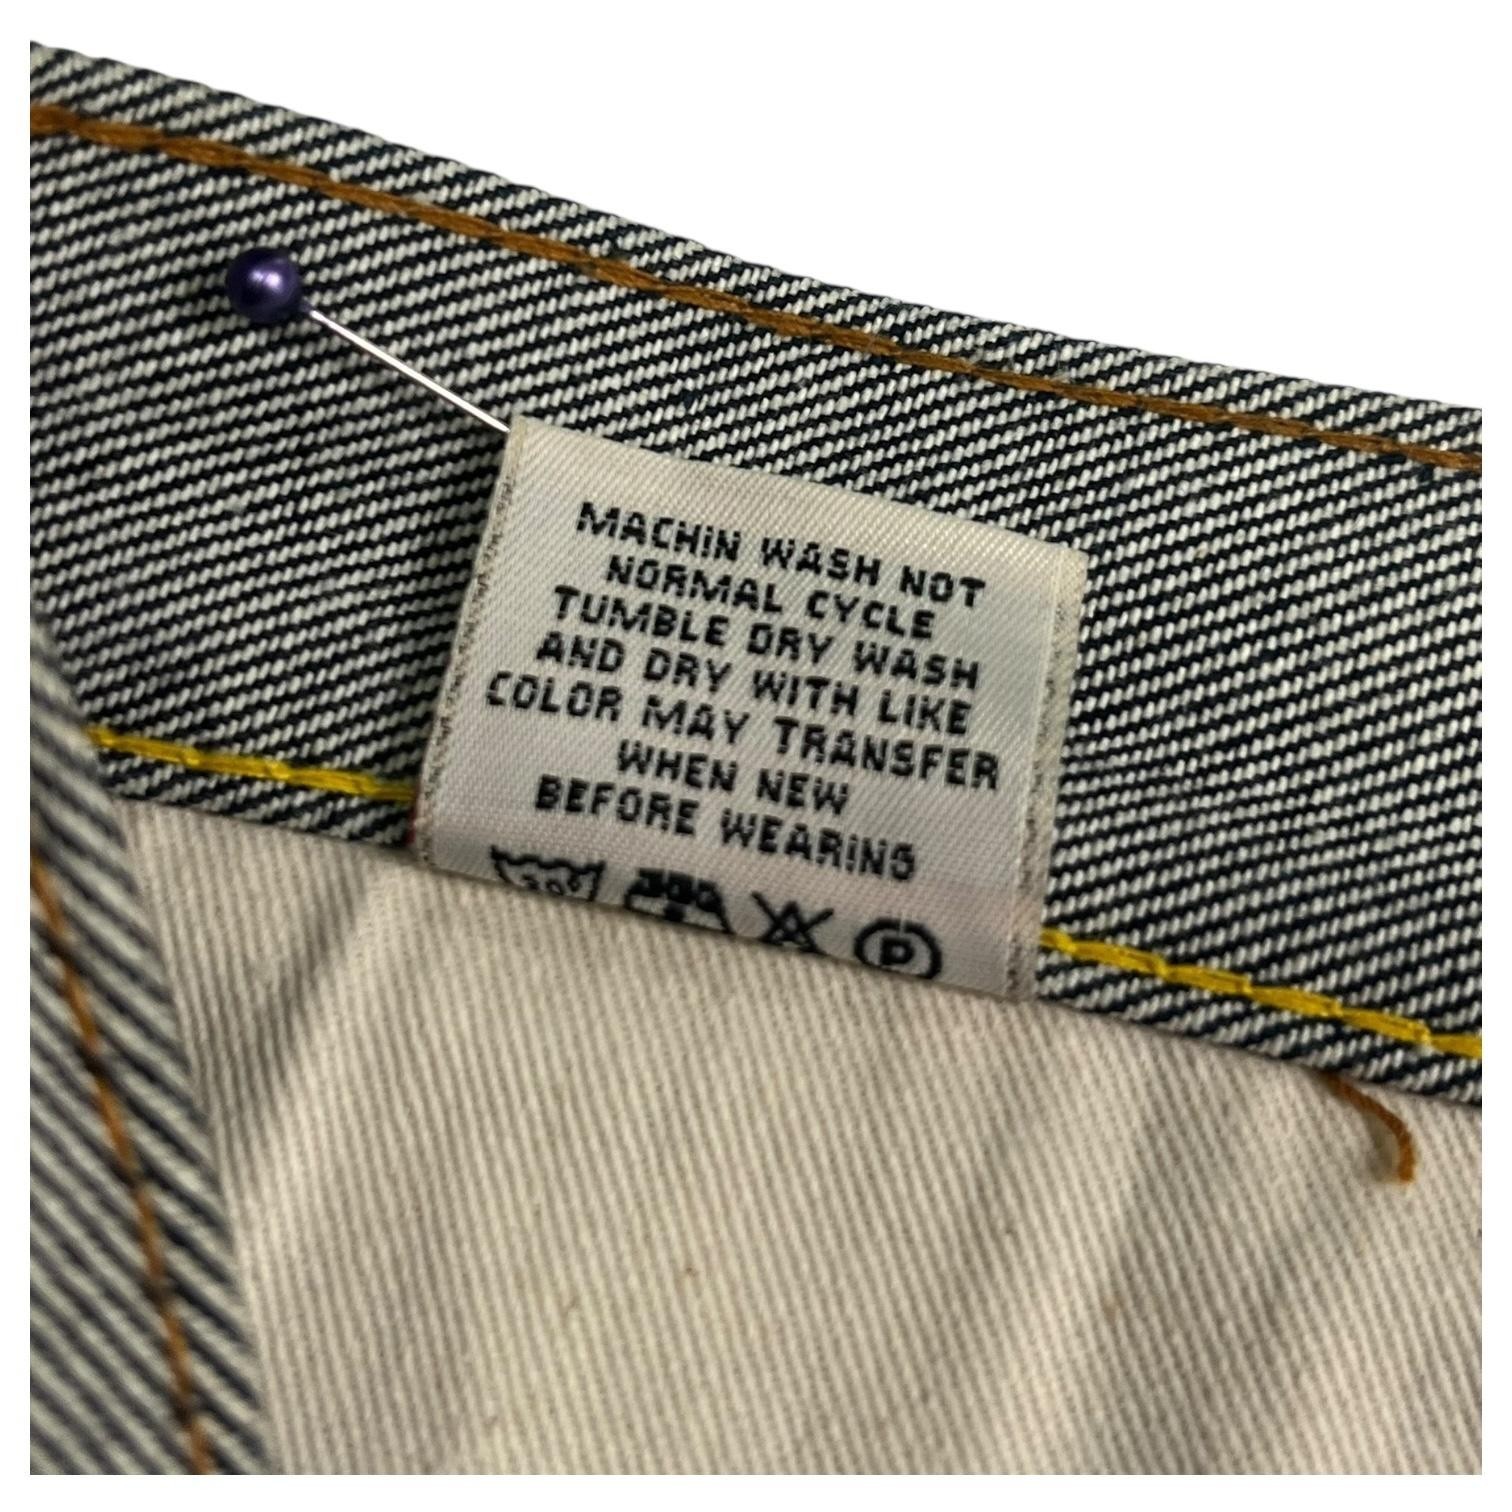 MACHIN WASH NOT
NORMAL CYCLE
TUMBLE DRY WASH
AND DRY WITH LIKE
COLOR MAY TRANSFER
WHEN NEW
BEFORE WEARING
P